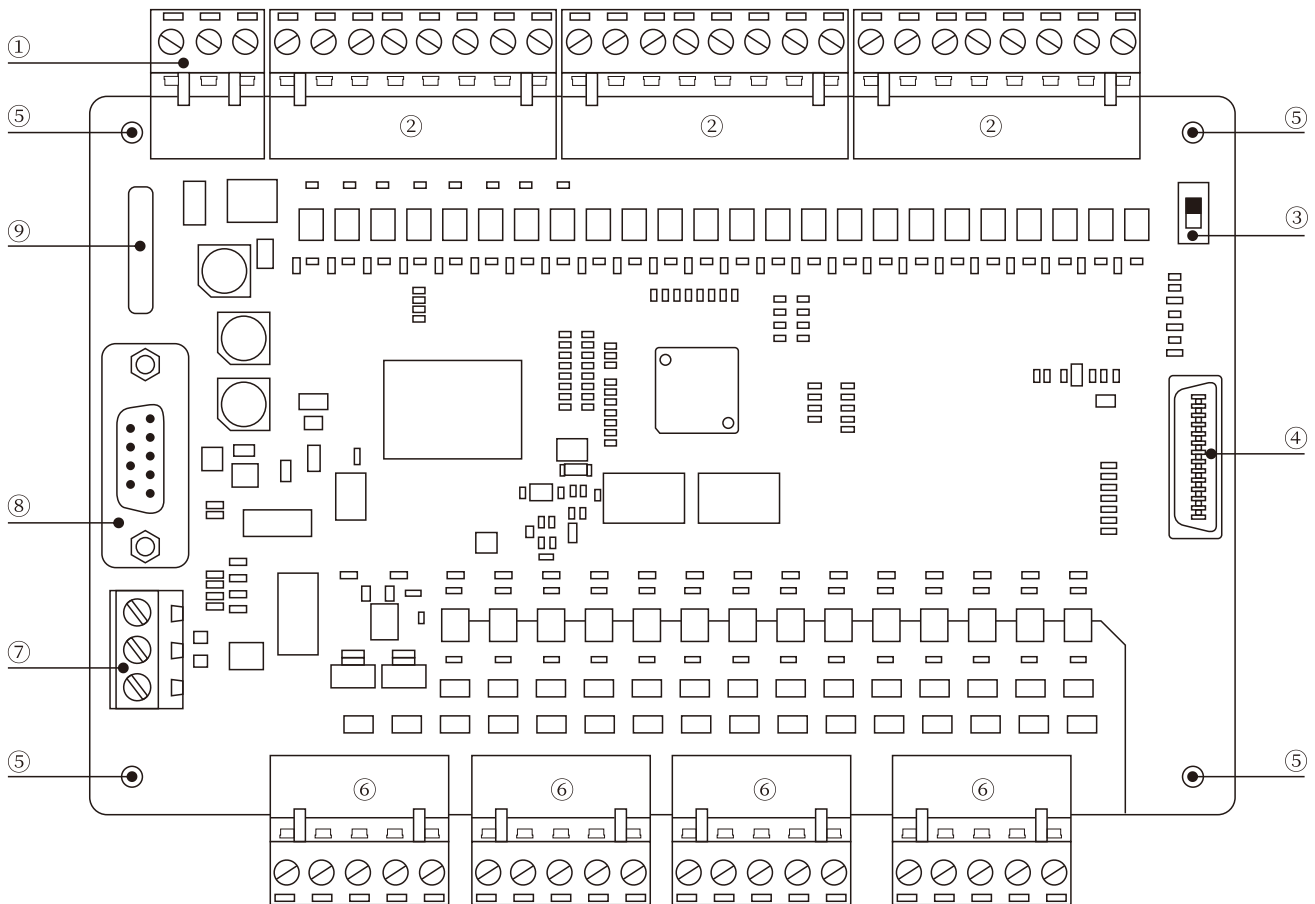 ①
⑤ ② ② ② ⑤
⑨ ③
④
⑧
⑦
⑤ ⑥ ⑥ ⑥ ⑥ ⑤